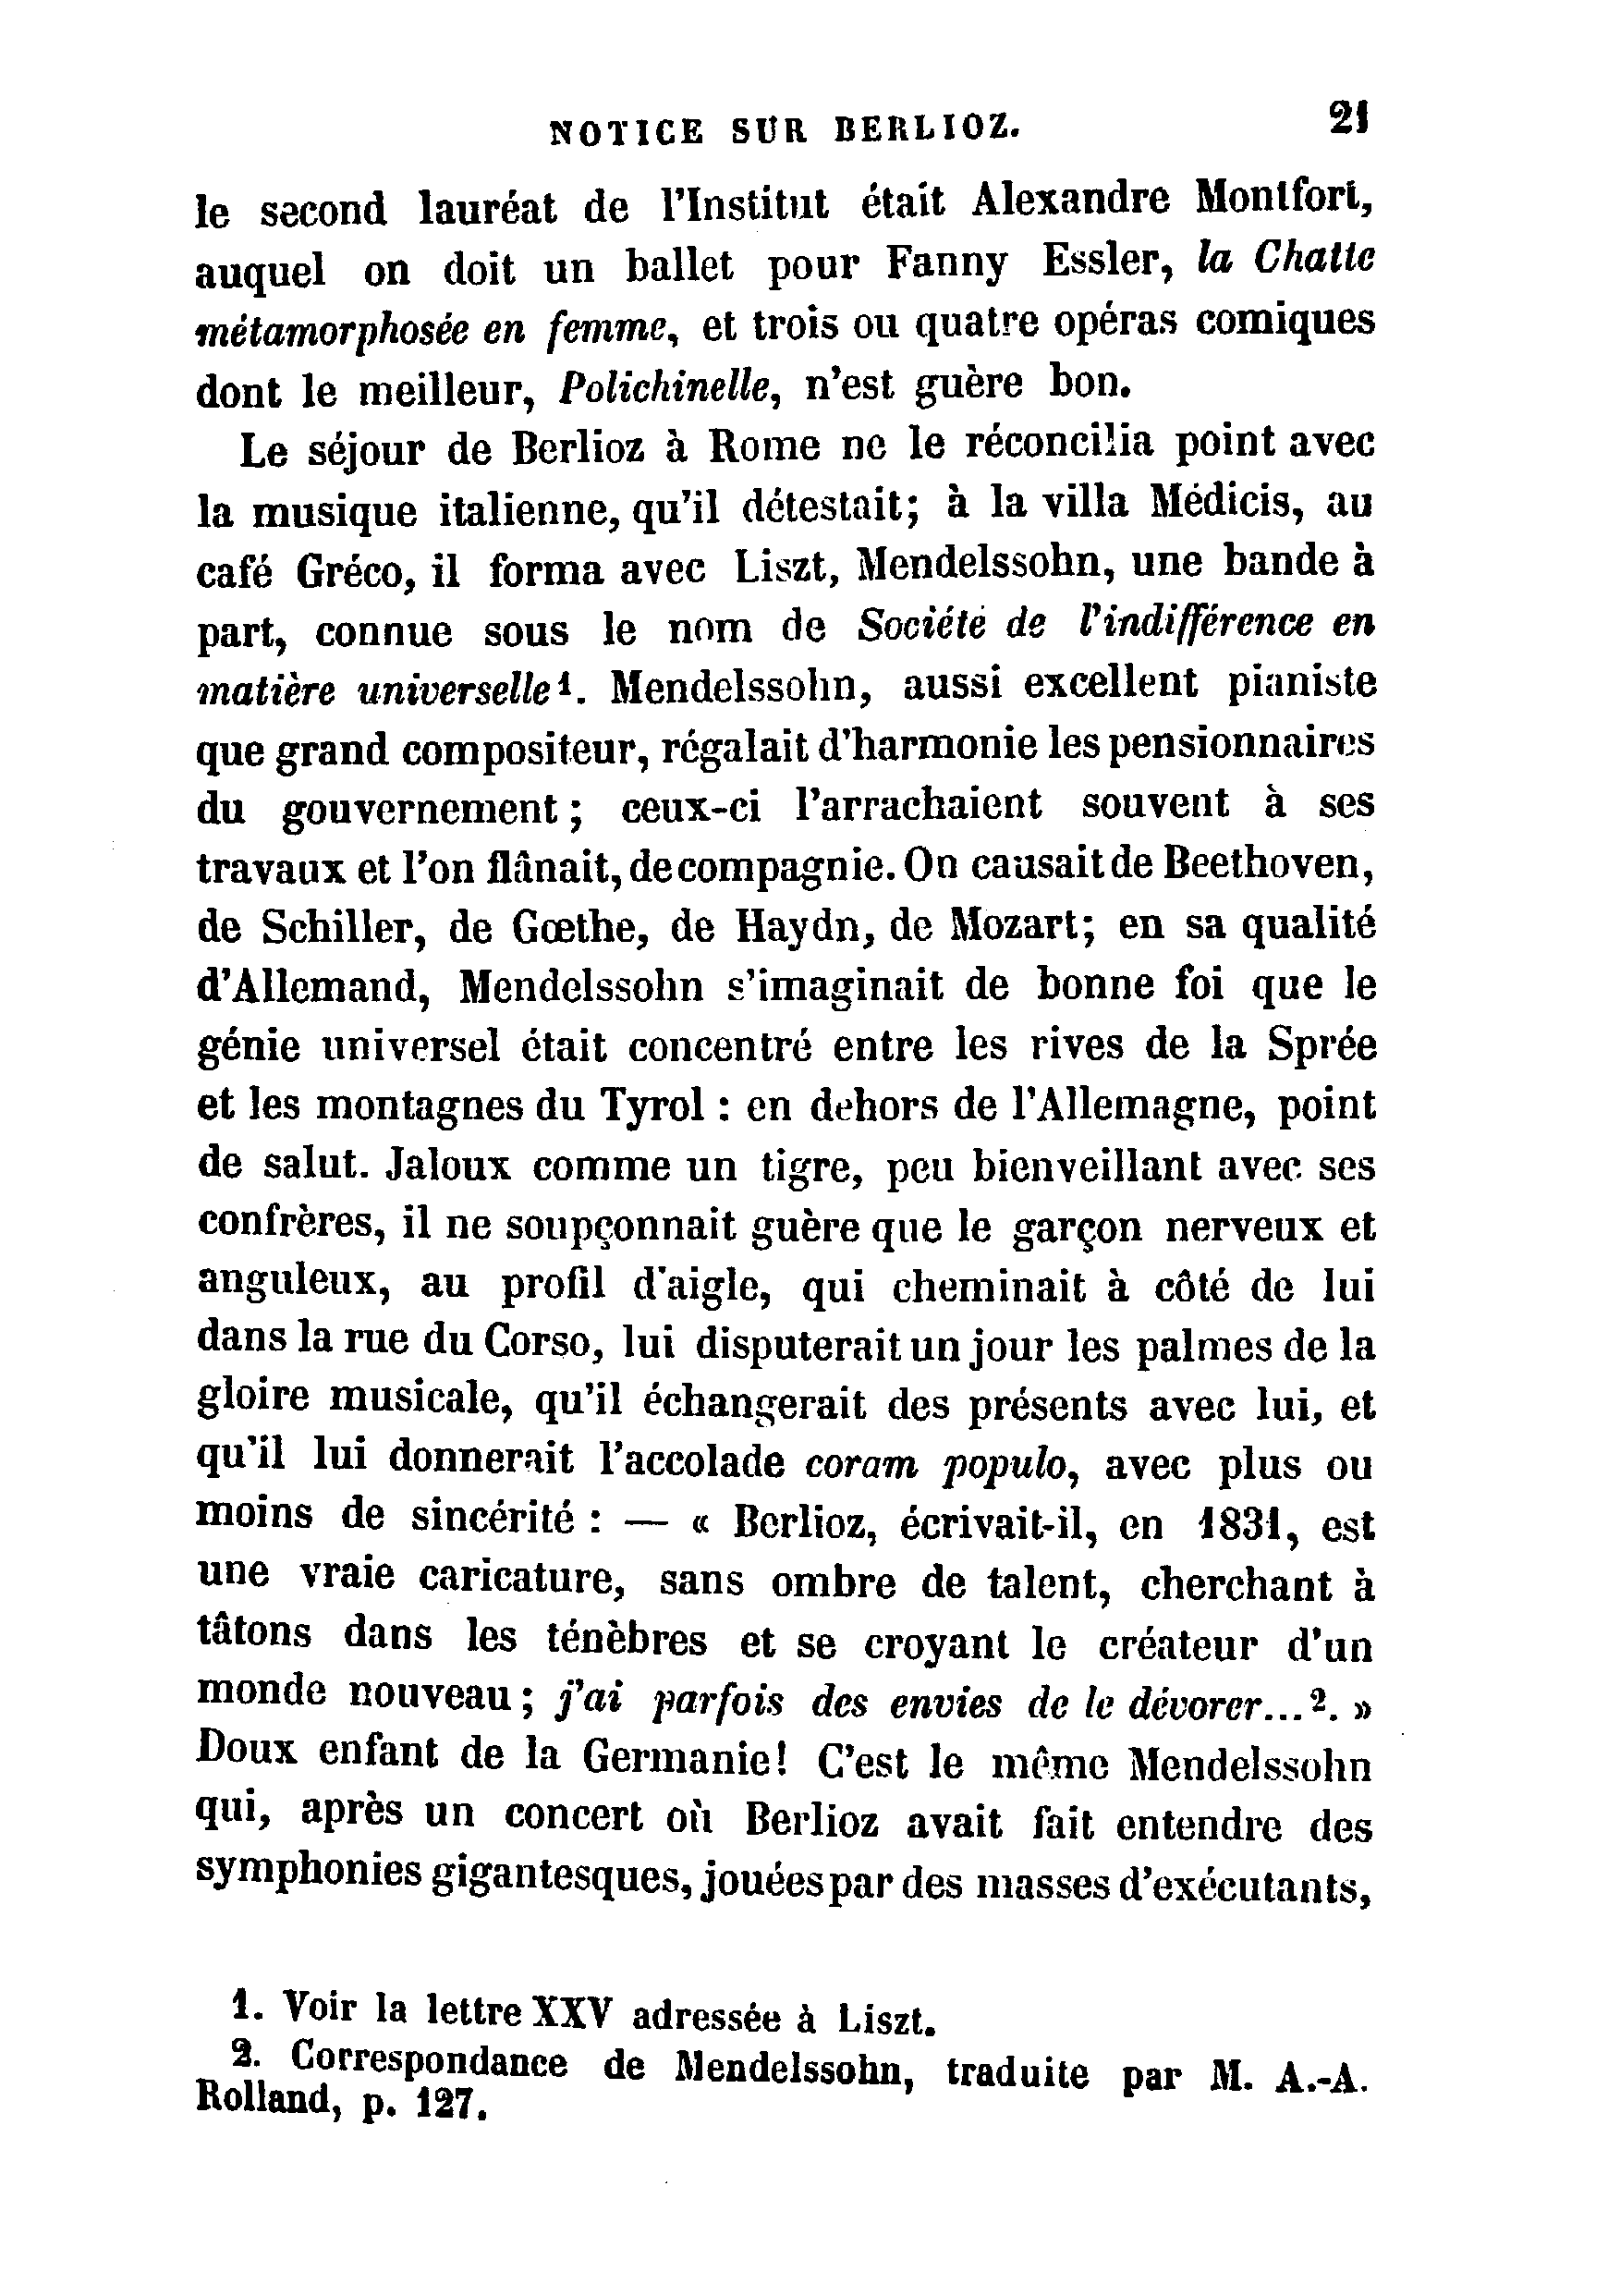 NOTICE SUR BERLIOZ. 21
le second lauréat de l'Institut était Alexandre Montfort,
auquel on doit un ballet pour Fanny Essler, la Chatte
métamorphosée en femme, et trois ou quatre opéras comiques
dont le meilleur, Polichinelle, n'est guère bon.
Le séjour de Berlioz à Rome ne le réconcilia point avec
la musique italienne, qu'il détestait; à la villa Médicis, au
café Gréco, il forma avec Liszt, Mendelssohn, une bande à
part, connue sous le nom de Société de l'indifférence en
matière universelle¹. Mendelssohn, aussi excellent pianiste
que grand compositeur, régalait d'harmonie les pensionnaires
du gouvernement; ceux-ci l'arrachaient souvent à ses
travaux et l'on flânait, de compagnie. On causait de Beethoven,
de Schiller, de Gœthe, de Haydn, de Mozart; en sa qualité
d'Allemand, Mendelssohn s'imaginait de bonne foi que le
génie universel était concentré entre les rives de la Sprée
et les montagnes du Tyrol : en dehors de l'Allemagne, point
de salut. Jaloux comme un tigre, peu bienveillant avec ses
confrères, il ne soupçonnait guère que le garçon nerveux et
anguleux, au profil d'aigle, qui cheminait à côté de lui
dans la rue du Corso, lui disputerait un jour les palmes de la
gloire musicale, qu'il échangerait des présents avec lui, et
qu'il lui donnerait l'accolade coram populo, avec plus ou
moins de sincérité : — « Berlioz, écrivait-il, en 1831, est
une vraie caricature, sans ombre de talent, cherchant à
tâtons dans les ténèbres et se croyant le créateur d'un
monde nouveau; j'ai parfois des envies de le dévorer...². »
Doux enfant de la Germanie! C'est le même Mendelssohn
qui, après un concert où Berlioz avait fait entendre des
symphonies gigantesques, jouées par des masses d'exécutants,
1. Voir la lettre XXV adressée à Liszt.
2. Correspondance de Mendelssohn, traduite par M. A.-A.
Rolland, p. 127.